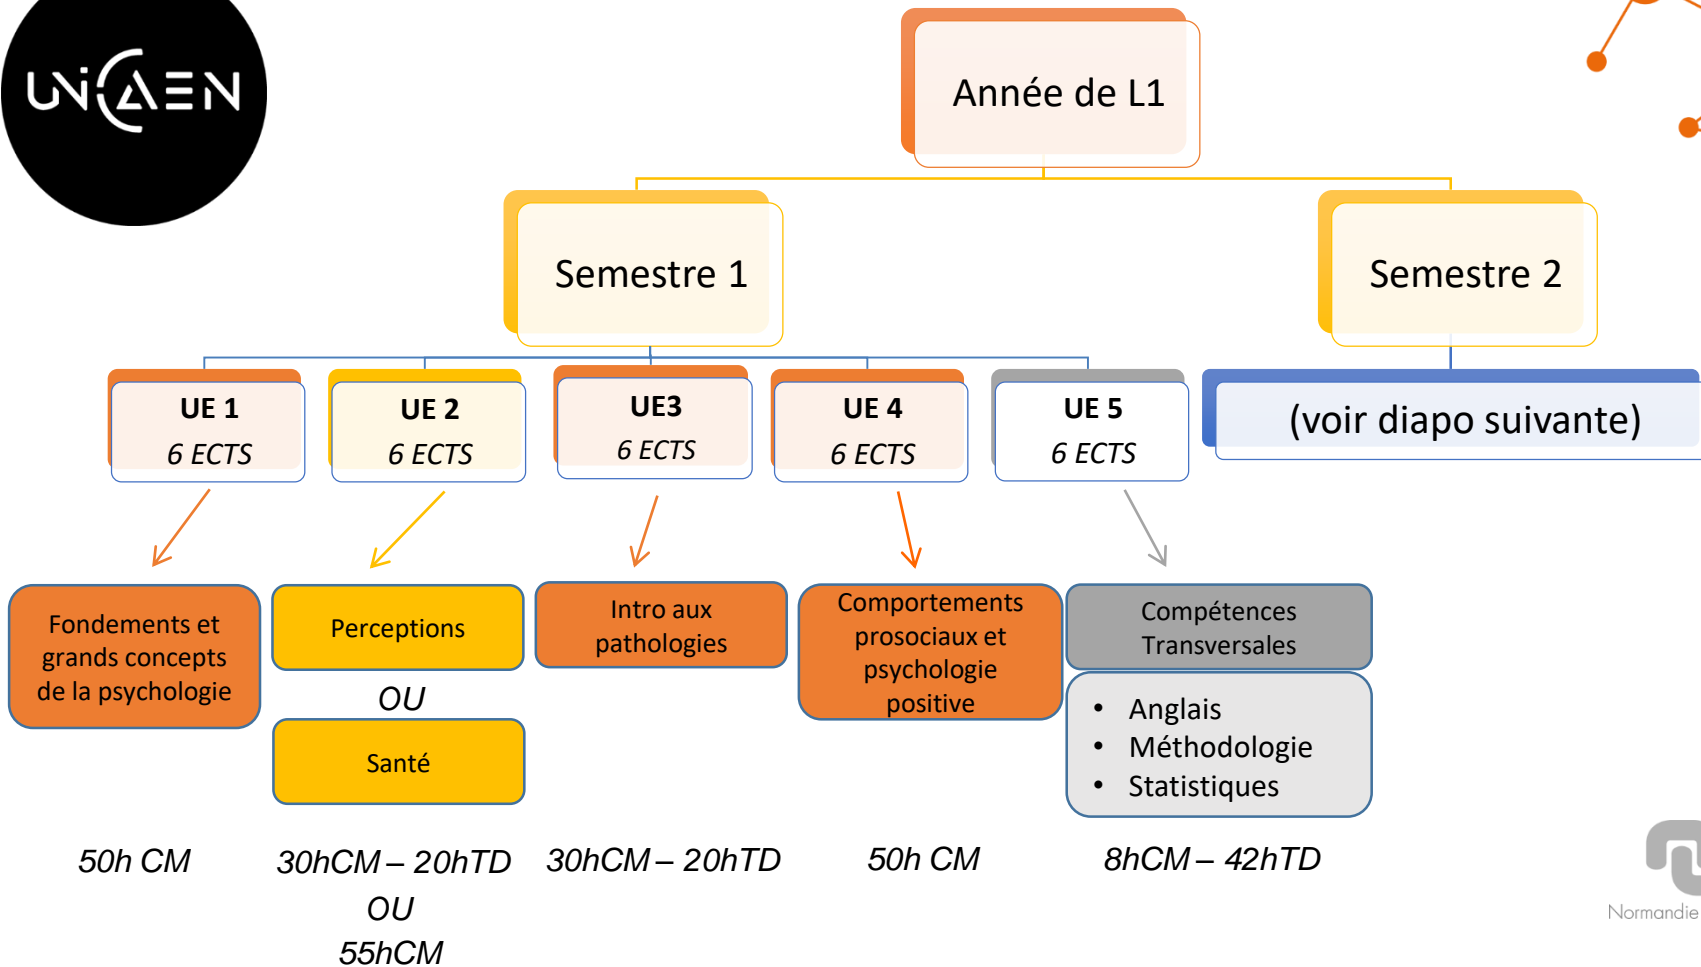 UNICAEN
Année de L1
Semestre 1
Semestre 2
UE 1
6 ECTS
UE 2
6 ECTS
UE3
6 ECTS
UE 4
6 ECTS
UE 5
6 ECTS
(voir diapo suivante)
Fondements et
grands concepts
de la psychologie
Perceptions
OU
Santé
Intro aux
pathologies
Comportements
prosociaux et
psychologie
positive
Compétences
Transversales
• Anglais
• Méthodologie
• Statistiques
50h CM
30hCM – 20hTD
OU
55hCM
30hCM – 20hTD
50h CM
8hCM – 42hTD
Normandie